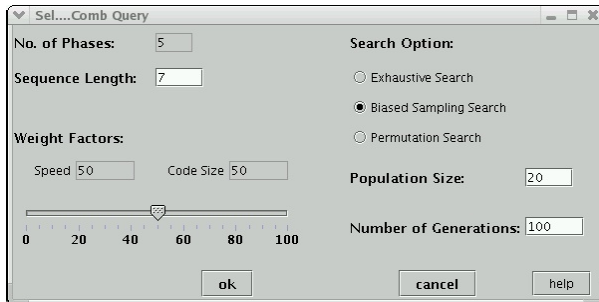 Sel....Comb Query
No. of Phases: 5
Sequence Length: 7
Weight Factors:
Speed 50 Code Size 50
0 20 40 60 80 100
Search Option:
Exhaustive Search
Biased Sampling Search
Permutation Search
Population Size: 20
Number of Generations: 100
ok cancel help